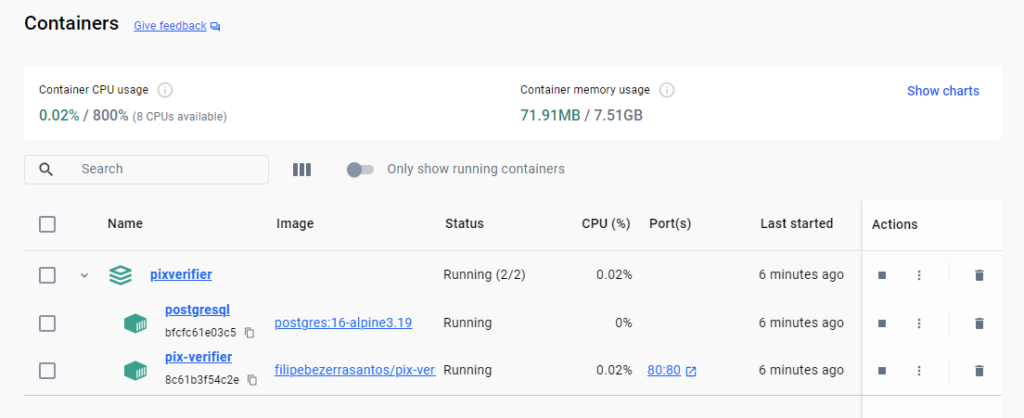 Containers Give feedback
Container CPU usage
0.02% / 800% (8 CPUs available)
Container memory usage
71.91MB / 7.51GB
Show charts
Search
Only show running containers
Name Image Status CPU (%) Port(s) Last started Actions
pixverifier Running (2/2) 0.02% 6 minutes ago
postgresql
bfcfc61e03c5
postgres:16-alpine3.19 Running 0% 6 minutes ago
pix-verifier
8c61b3f54c2e
filipebezerrasantos/pix-ver Running 0.02% 80:80 6 minutes ago